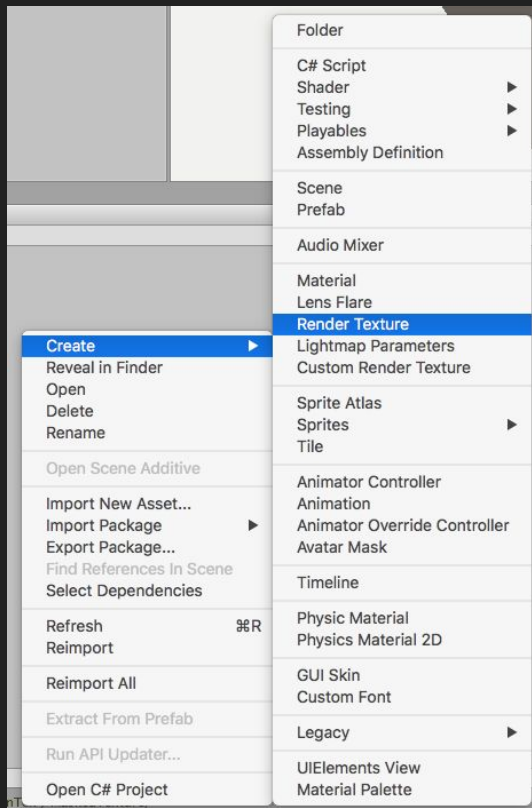 Folder
C# Script
Shader
Testing
Playables
Assembly Definition
Scene
Prefab
Audio Mixer
Material
Lens Flare
Render Texture
Lightmap Parameters
Custom Render Texture
Sprite Atlas
Sprites
Tile
Animator Controller
Animation
Animator Override Controller
Avatar Mask
Timeline
Physic Material
Physics Material 2D
GUI Skin
Custom Font
Legacy
UIElements View
Material Palette
Create
Reveal in Finder
Open
Delete
Rename
Open Scene Additive
Import New Asset...
Import Package
Export Package...
Find References In Scene
Select Dependencies
Refresh ⌘R
Reimport
Reimport All
Extract From Prefab
Run API Updater...
Open C# Project